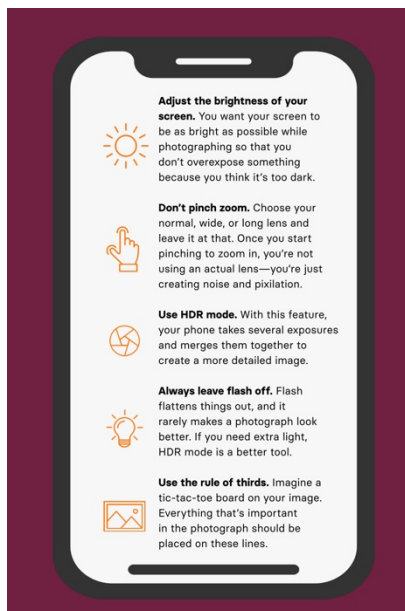 Adjust the brightness of your
screen. You want your screen to
be as bright as possible while
photographing so that you
don’t overexpose something
because you think it’s too dark.
Don’t pinch zoom. Choose your
normal, wide, or long lens and
leave it at that. Once you start
pinching to zoom in, you’re not
using an actual lens—you’re just
creating noise and pixilation.
Use HDR mode. With this feature,
your phone takes several exposures
and merges them together to
create a more detailed image.
Always leave flash off. Flash
flattens things out, and it
rarely makes a photograph look
better. If you need extra light,
HDR mode is a better tool.
Use the rule of thirds. Imagine a
tic-tac-toe board on your image.
Everything that’s important
in the photograph should be
placed on these lines.